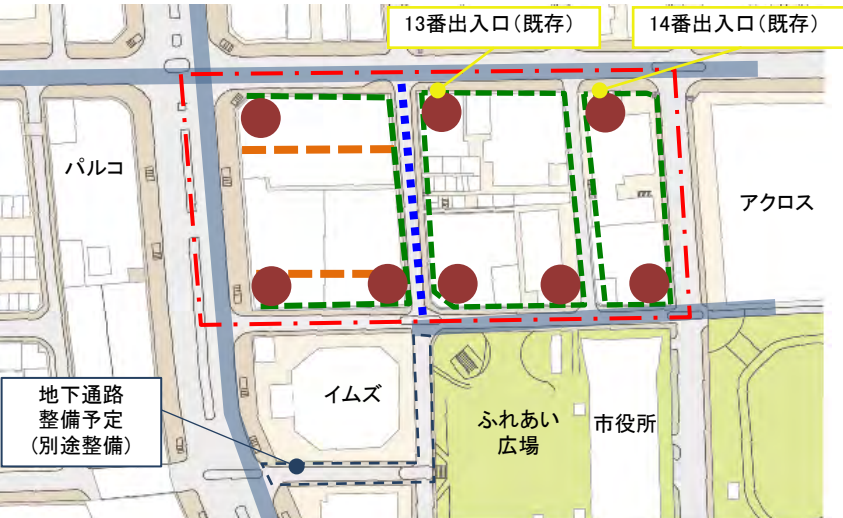 13番出入口(既存)
14番出入口(既存)
パルコ
アクロス
地下通路
整備予定
(別途整備)
イムズ
ふれあい
広場
市役所